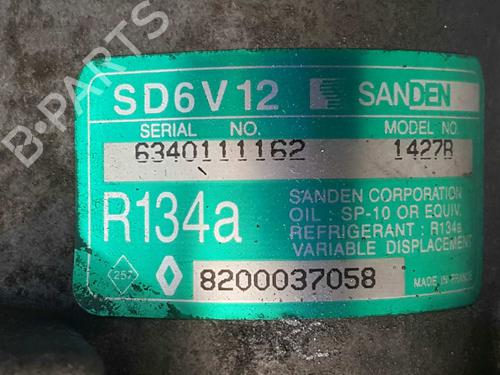 B-PARTS
SD6V12 SANDEN
SERIAL NO. MODEL NO.
6340111162 1427B
R134a
SANDEN CORPORATION
OIL : SP-10 OR EQUIV.
REFRIGERANT : R134a
VARIABLE DISPLACEMENT
257
8200037058
MADE IN FRANCE